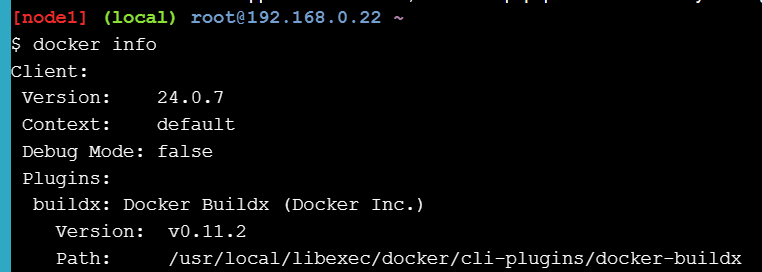 [node1] (local) root@192.168.0.22 ~
$ docker info
Client:
 Version:    24.0.7
 Context:    default
 Debug Mode: false
 Plugins:
  buildx: Docker Buildx (Docker Inc.)
    Version:  v0.11.2
    Path:     /usr/local/libexec/docker/cli-plugins/docker-buildx